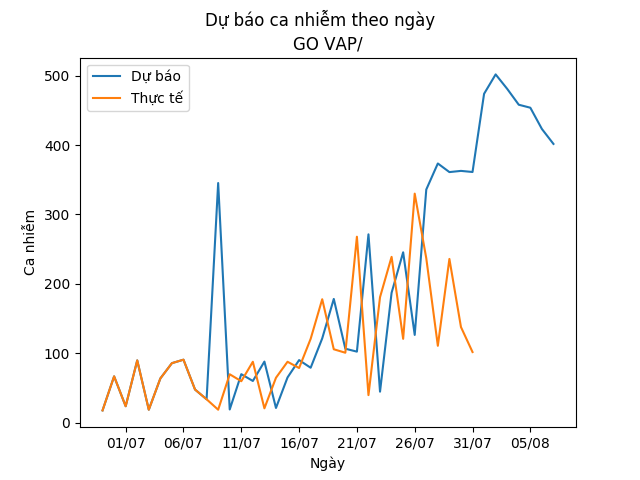 Dự báo ca nhiễm theo ngày
GO VAP/
Dự báo
Thực tế
Ca nhiễm
500
400
300
200
100
0
01/07 06/07 11/07 16/07 21/07 26/07 31/07 05/08
Ngày